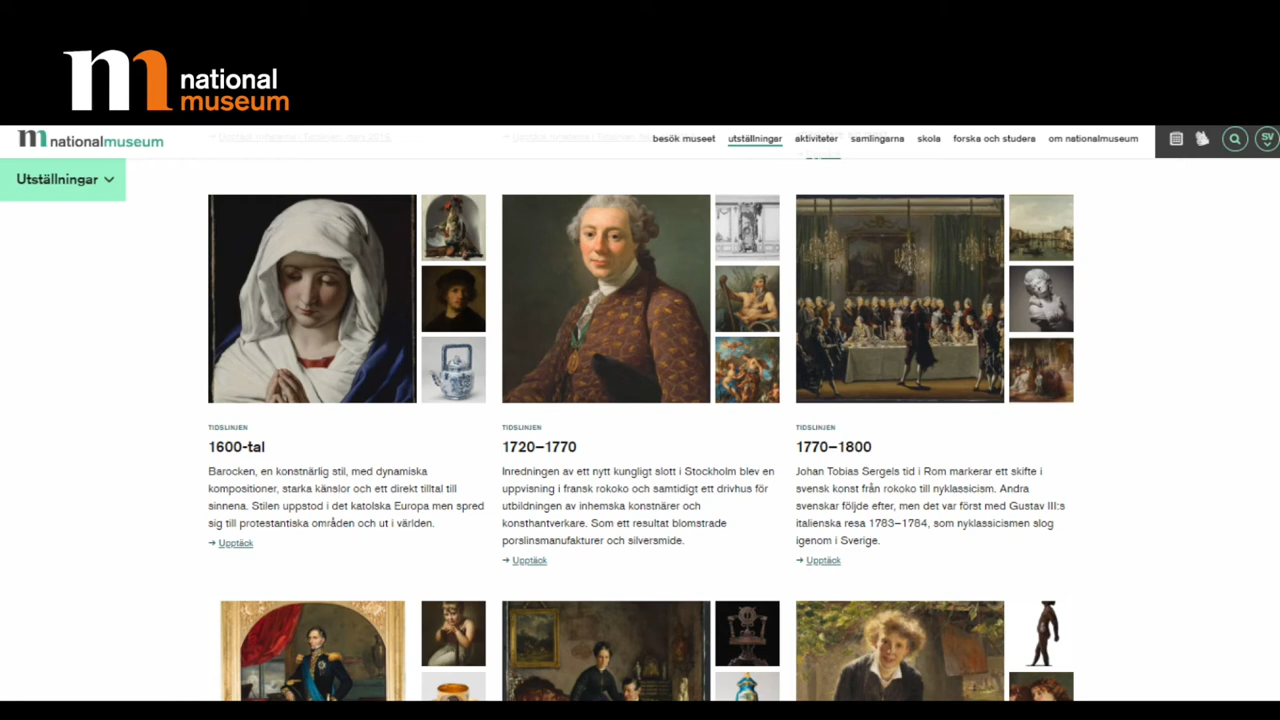 national
museum
nationalmuseum
besök museet utställningar aktiviteter samlingarna skola forska och studera om nationalmuseum
SV
Utställningar
TIDSLINJEN
1600-tal
Barocken, en konstnärlig stil, med dynamiska
kompositioner, starka känslor och ett direkt tilltal till
sinnena. Stilen uppstod i det katolska Europa men spred
sig till protestantiska områden och ut i världen.
→ Upptäck
TIDSLINJEN
1720–1770
Inredningen av ett nytt kungligt slott i Stockholm blev en
uppvisning i fransk rokoko och samtidigt ett drivhus för
utbildningen av inhemska konstnärer och
konsthantverkare. Som ett resultat blomstrade
porslinsmanufakturer och silversmide.
→ Upptäck
TIDSLINJEN
1770–1800
Johan Tobias Sergels tid i Rom markerar ett skifte i
svensk konst från rokoko till nyklassicism. Andra
svenskar följde efter, men det var först med Gustav III:s
italienska resa 1783–1784, som nyklassicismen slog
igenom i Sverige.
→ Upptäck